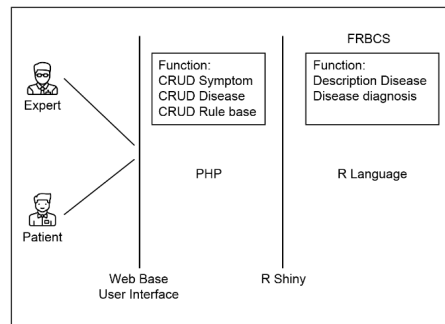 FRBCS
Function:
CRUD Symptom
CRUD Disease
CRUD Rule base
Function:
Description Disease
Disease diagnosis
Expert
PHP
R Language
Patient
Web Base
User Interface
R Shiny